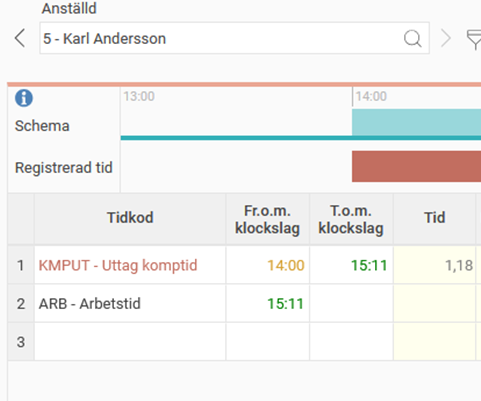 Anställd
5 - Karl Andersson
13:00 14:00
Schema
Registrerad tid
Tidkod Fr.o.m. klockslag T.o.m. klockslag Tid
1 KMPUT - Uttag komptid 14:00 15:11 1,18
2 ARB - Arbetstid 15:11
3